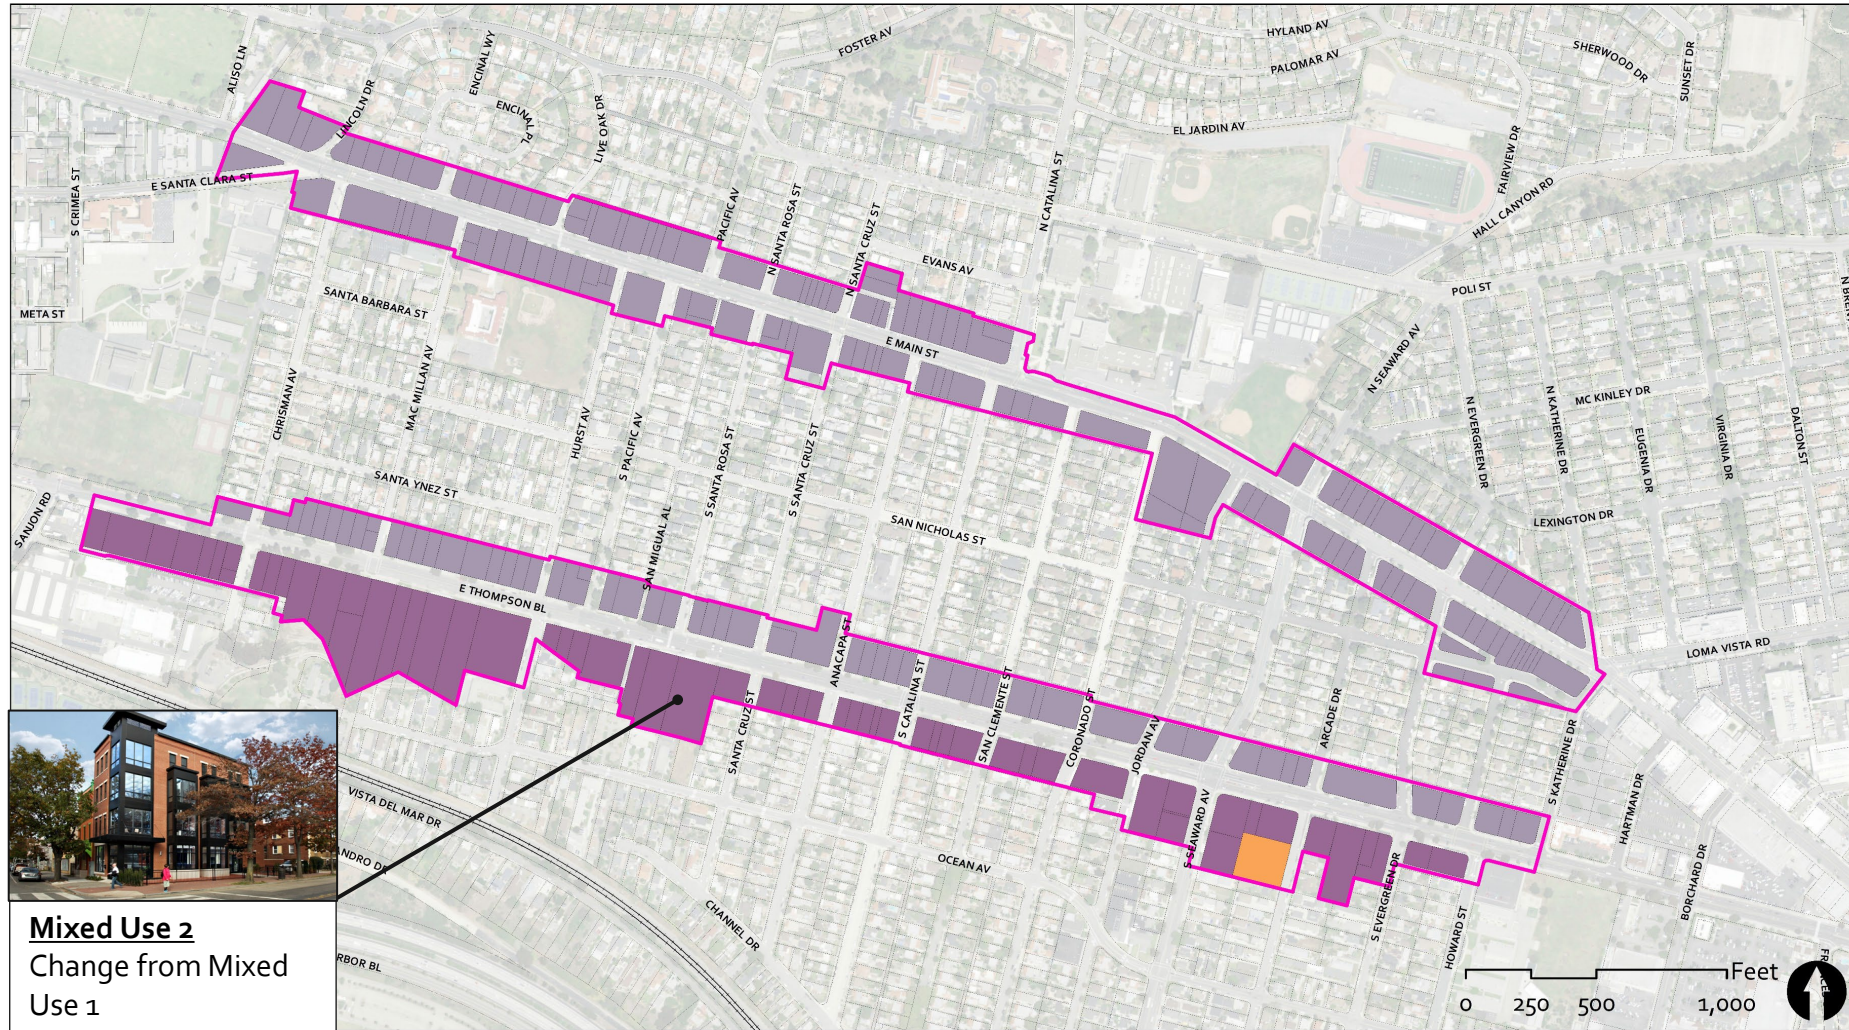 HYLAND AV
FOSTER AV
SHERWOOD DR
PALOMAR AV
SUNSET DR
ENCINAL WY
ALISO LN
LINCOLN DR
ENCINAL PL
LIVE OAK DR
EL JARDIN AV
FAIRVIEW DR
E SANTA CLARA ST
S CRIMEA ST
PACIFIC AV
N SANTA ROSA ST
N SANTA CRUZ ST
N CATALINA ST
HALL CANYON RD
EVANS AV
POLI ST
SANTA BARBARA ST
META ST
E MAIN ST
N SEAWARD AV
MAC MILLAN AV
CHRISMAN AV
HURST AV
S PACIFIC AV
S SANTA ROSA ST
S SANTA CRUZ ST
N EVERGREEN DR
N KATHERINE DR
MC KINLEY DR
EUGENIA DR
VIRGINIA DR
DALTON ST
SANTA YNEZ ST
SANJON RD
SAN MIGUAL AL
SAN NICHOLAS ST
LEXINGTON DR
E THOMPSON BL
ANACAPA ST
S CATALINA ST
SAN CLEMENTE ST
LOMA VISTA RD
SANTA CRUZ ST
CORONADO ST
JORDAN AV
ARCADE DR
S KATHERINE DR
HARTMAN DR
VISTA DEL MAR DR
ANDRO DR
S SEAWARD AV
OCEAN AV
S EVERGREEN DR
BORCHARD DR
CHANNEL DR
HOWARD ST
RBOR BL
Mixed Use 2
Change from Mixed
Use 1
Feet
0 250 500 1,000